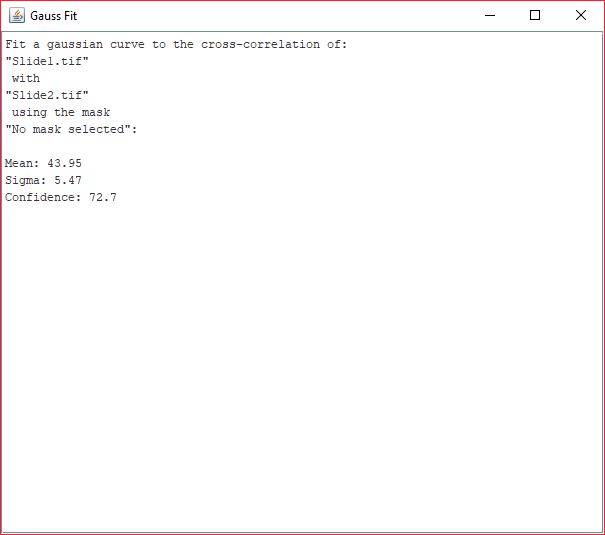 Gauss Fit
Fit a gaussian curve to the cross-correlation of:
"Slide1.tif"
with
"Slide2.tif"
using the mask
"No mask selected":
Mean: 43.95
Sigma: 5.47
Confidence: 72.7